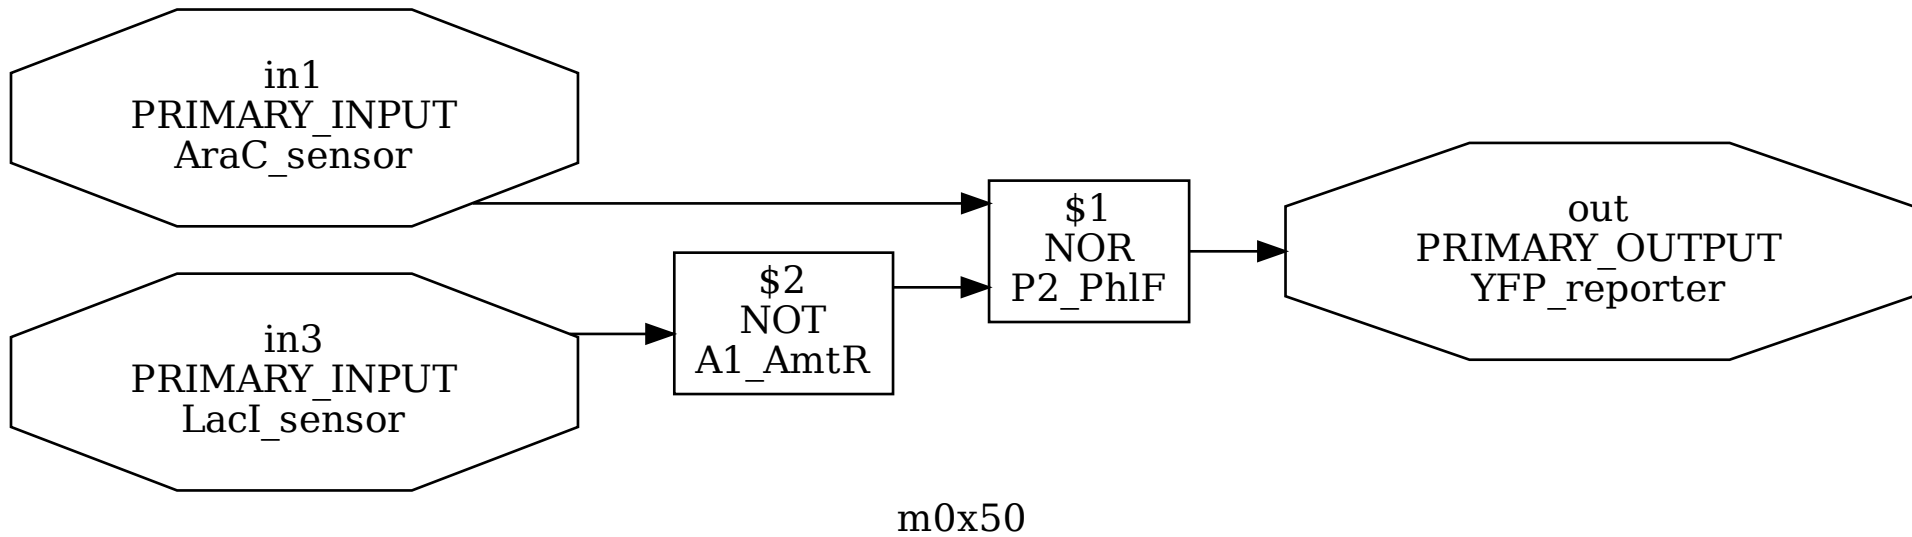 in1
PRIMARY_INPUT
AraC_sensor
in3
PRIMARY_INPUT
LacI_sensor
$2
NOT
A1_AmtR
$1
NOR
P2_PhlF
out
PRIMARY_OUTPUT
YFP_reporter
m0x50